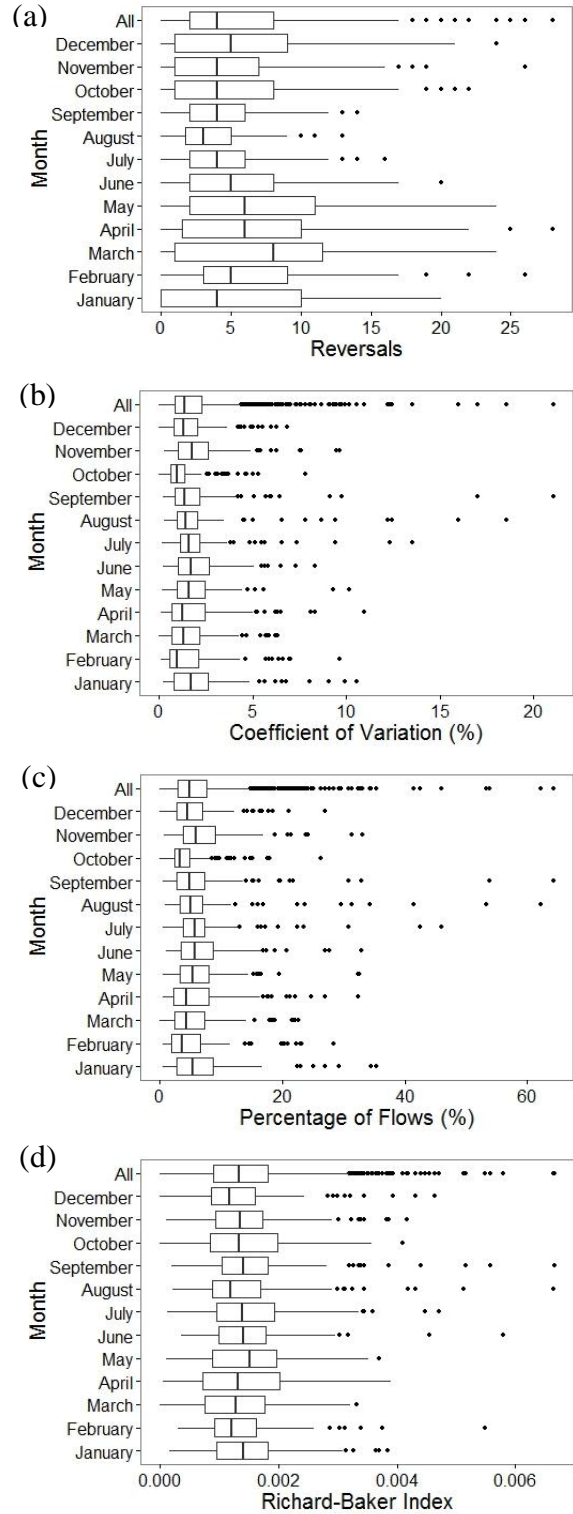 (a)
Month
All
December
November
October
September
August
July
June
May
April
March
February
January
0 5 10 15 20 25
Reversals
(b)
Month
All
December
November
October
September
August
July
June
May
April
March
February
January
0 5 10 15 20
Coefficient of Variation (%)
(c)
Month
All
December
November
October
September
August
July
June
May
April
March
February
January
0 20 40 60
Percentage of Flows (%)
(d)
Month
All
December
November
October
September
August
July
June
May
April
March
February
January
0.000 0.002 0.004 0.006
Richard-Baker Index